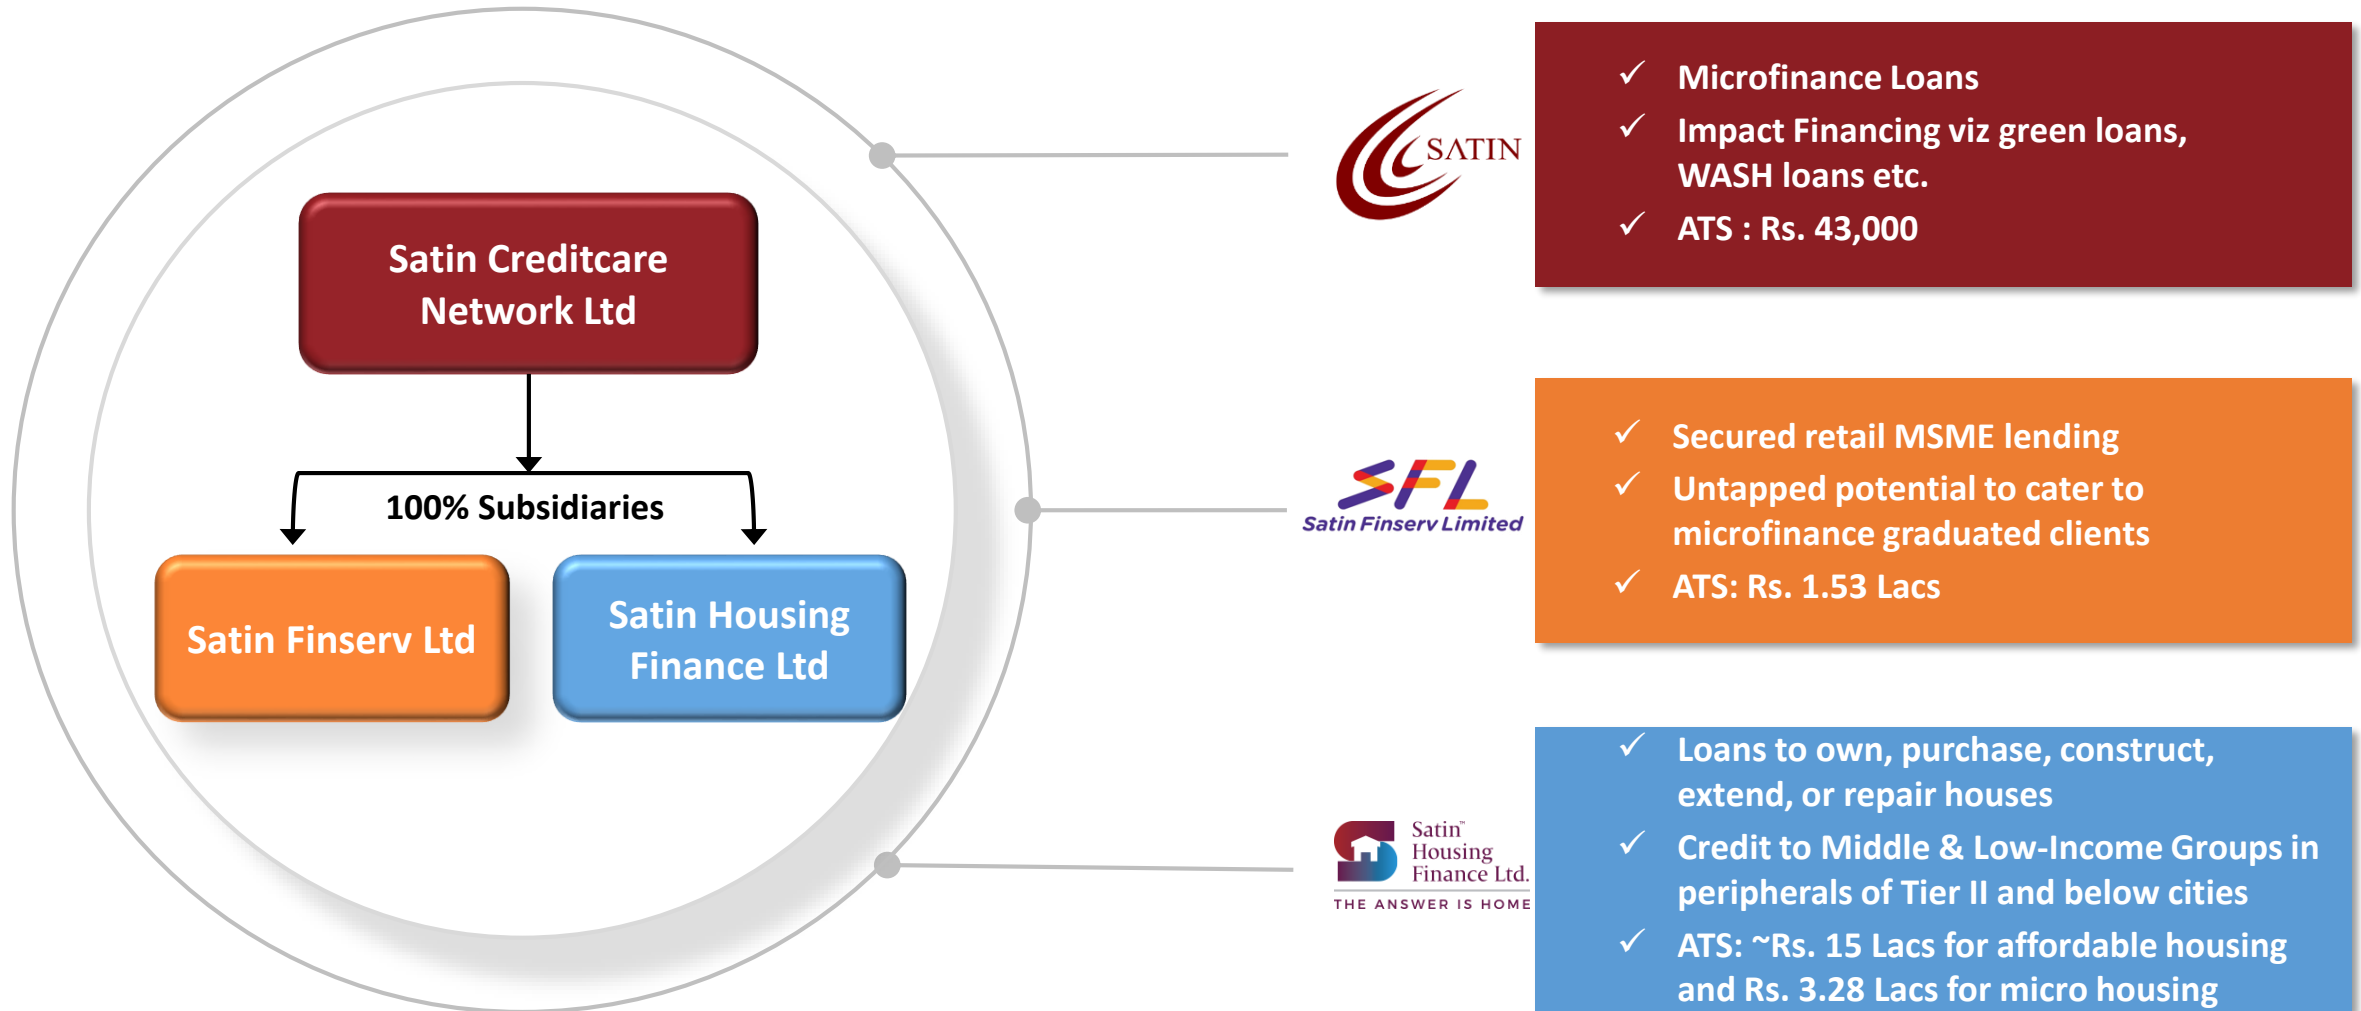 Satin Creditcare
Network Ltd
100% Subsidiaries
Satin Finserv Ltd
Satin Housing
Finance Ltd
SATIN
✓ Microfinance Loans
✓ Impact Financing viz green loans,
WASH loans etc.
✓ ATS : Rs. 43,000
SFL
Satin Finserv Limited
✓ Secured retail MSME lending
✓ Untapped potential to cater to
microfinance graduated clients
✓ ATS: Rs. 1.53 Lacs
Satin™
Housing
Finance Ltd.
THE ANSWER IS HOME
✓ Loans to own, purchase, construct,
extend, or repair houses
✓ Credit to Middle & Low-Income Groups in
peripherals of Tier II and below cities
✓ ATS: ~Rs. 15 Lacs for affordable housing
and Rs. 3.28 Lacs for micro housing